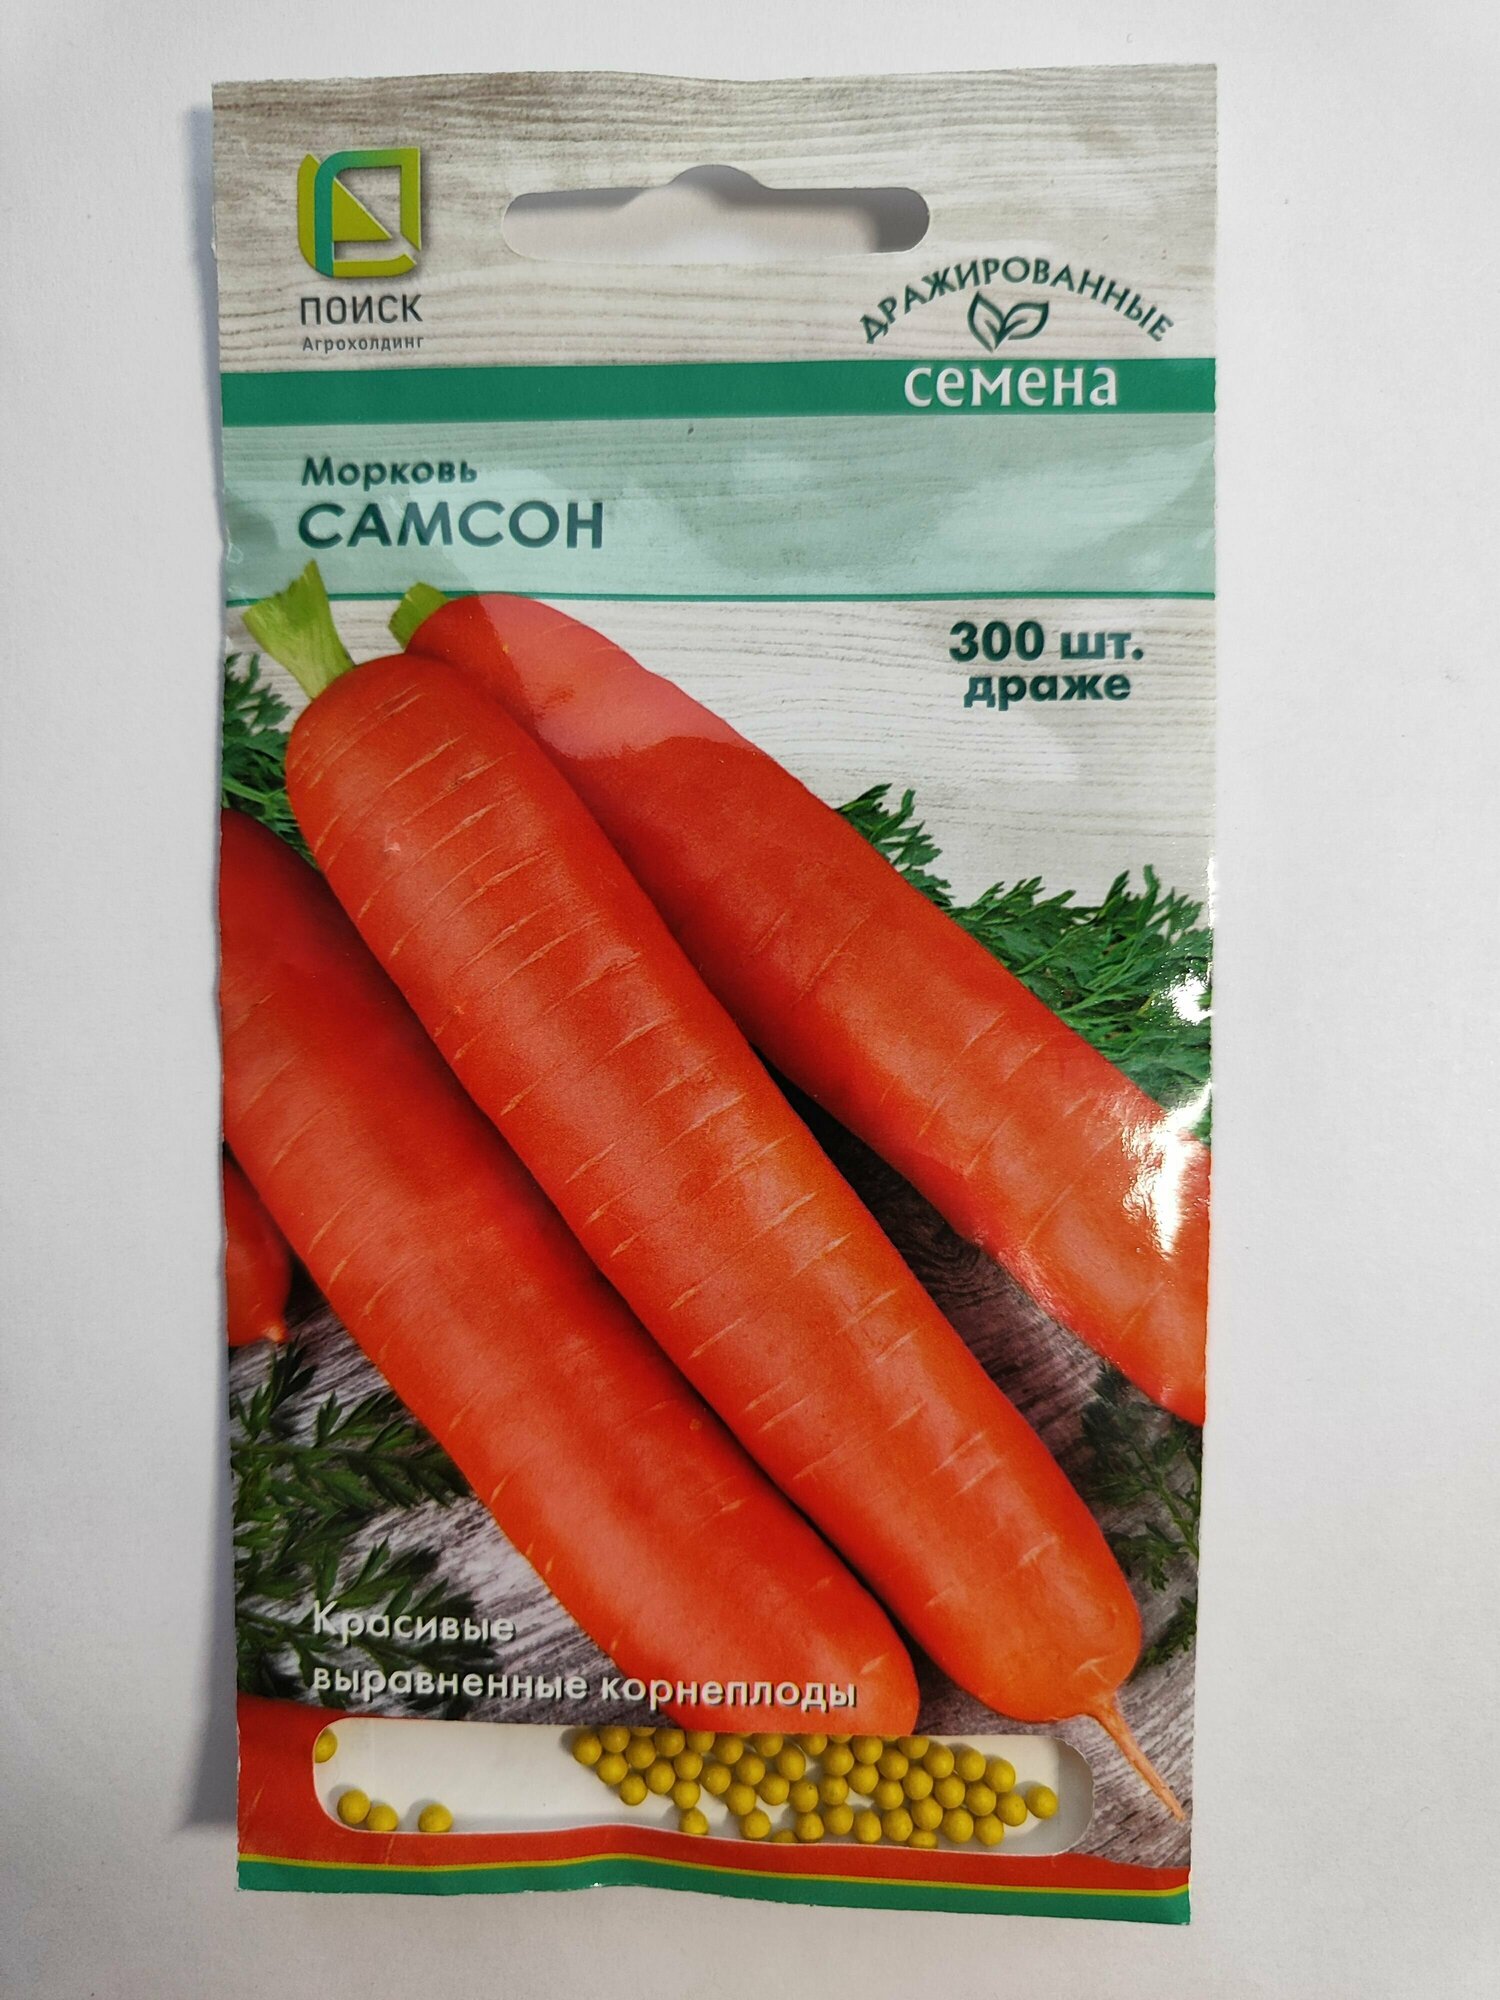 ПОИСК
Агрохолдинг
ДРАЖИРОВАННЫЕ
семена
Морковь
САМСОН
300 шт.
драже
Красивые
выравненные корнеплоды